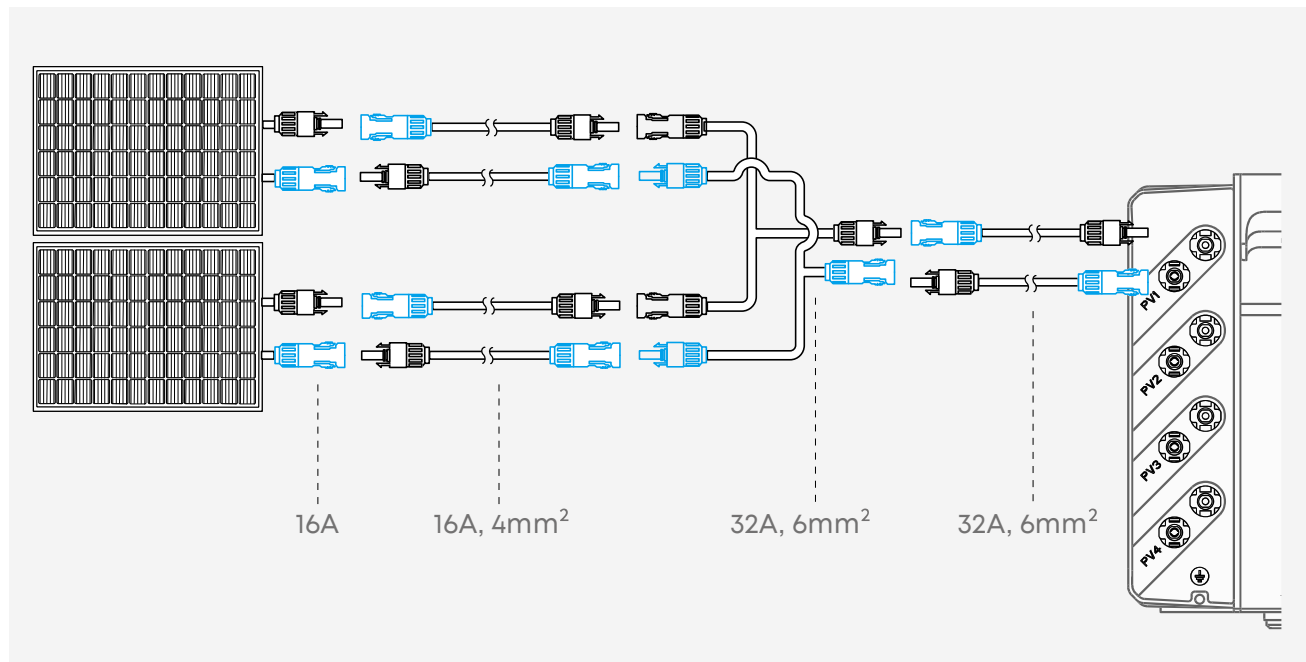 PV1
PV2
PV3
PV4
16A
16A, 4mm²
32A, 6mm²
32A, 6mm²